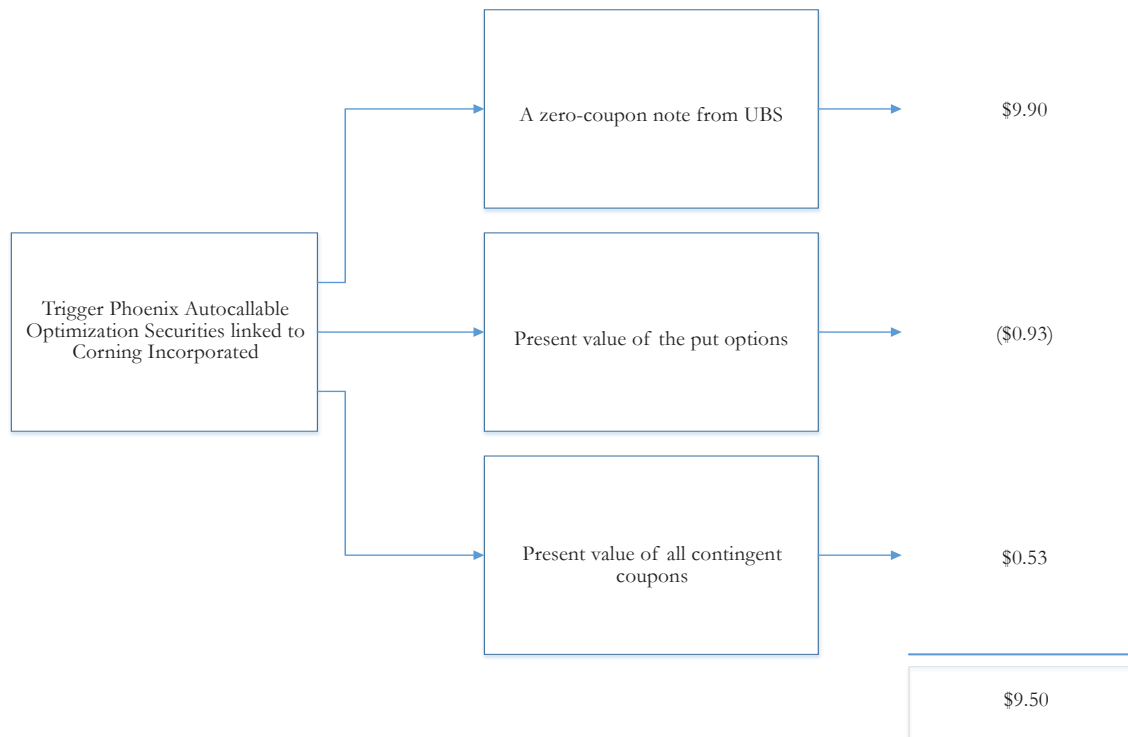 A zero-coupon note from UBS
$9.90
Trigger Phoenix Autocallable
Optimization Securities linked to
Corning Incorporated
Present value of the put options
($0.93)
Present value of all contingent
coupons
$0.53
$9.50